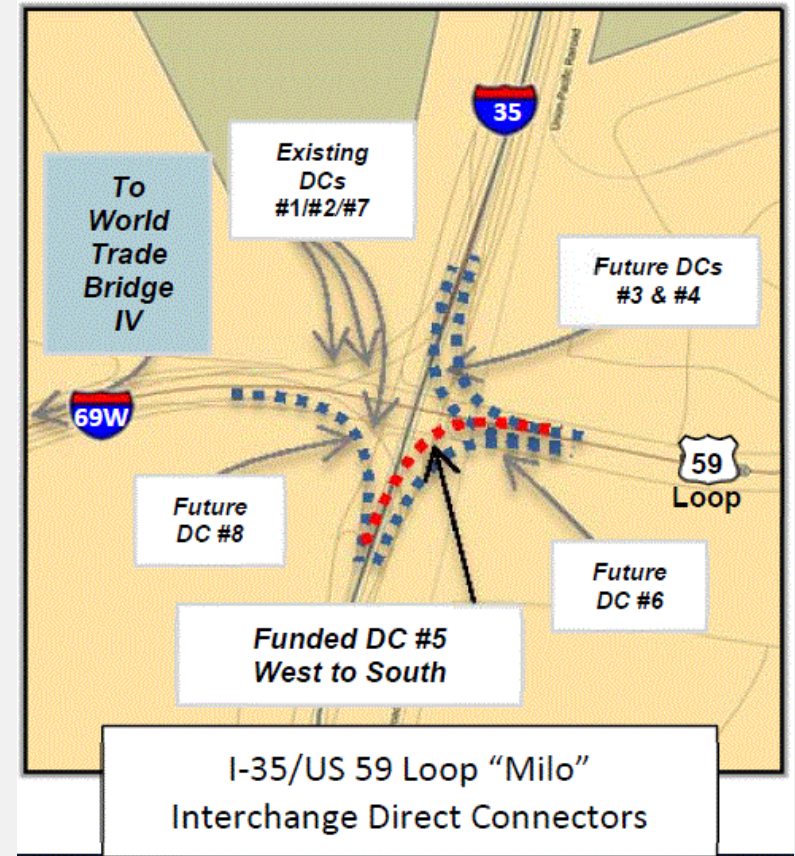 35
Union Pacific Railroad
Existing
DCs
#1/#2/#7
To
World
Trade
Bridge
IV
Future DCs
#3 & #4
69W
59
Loop
Future
DC #8
Future
DC #6
Funded DC #5
West to South
I-35/US 59 Loop “Milo”
Interchange Direct Connectors